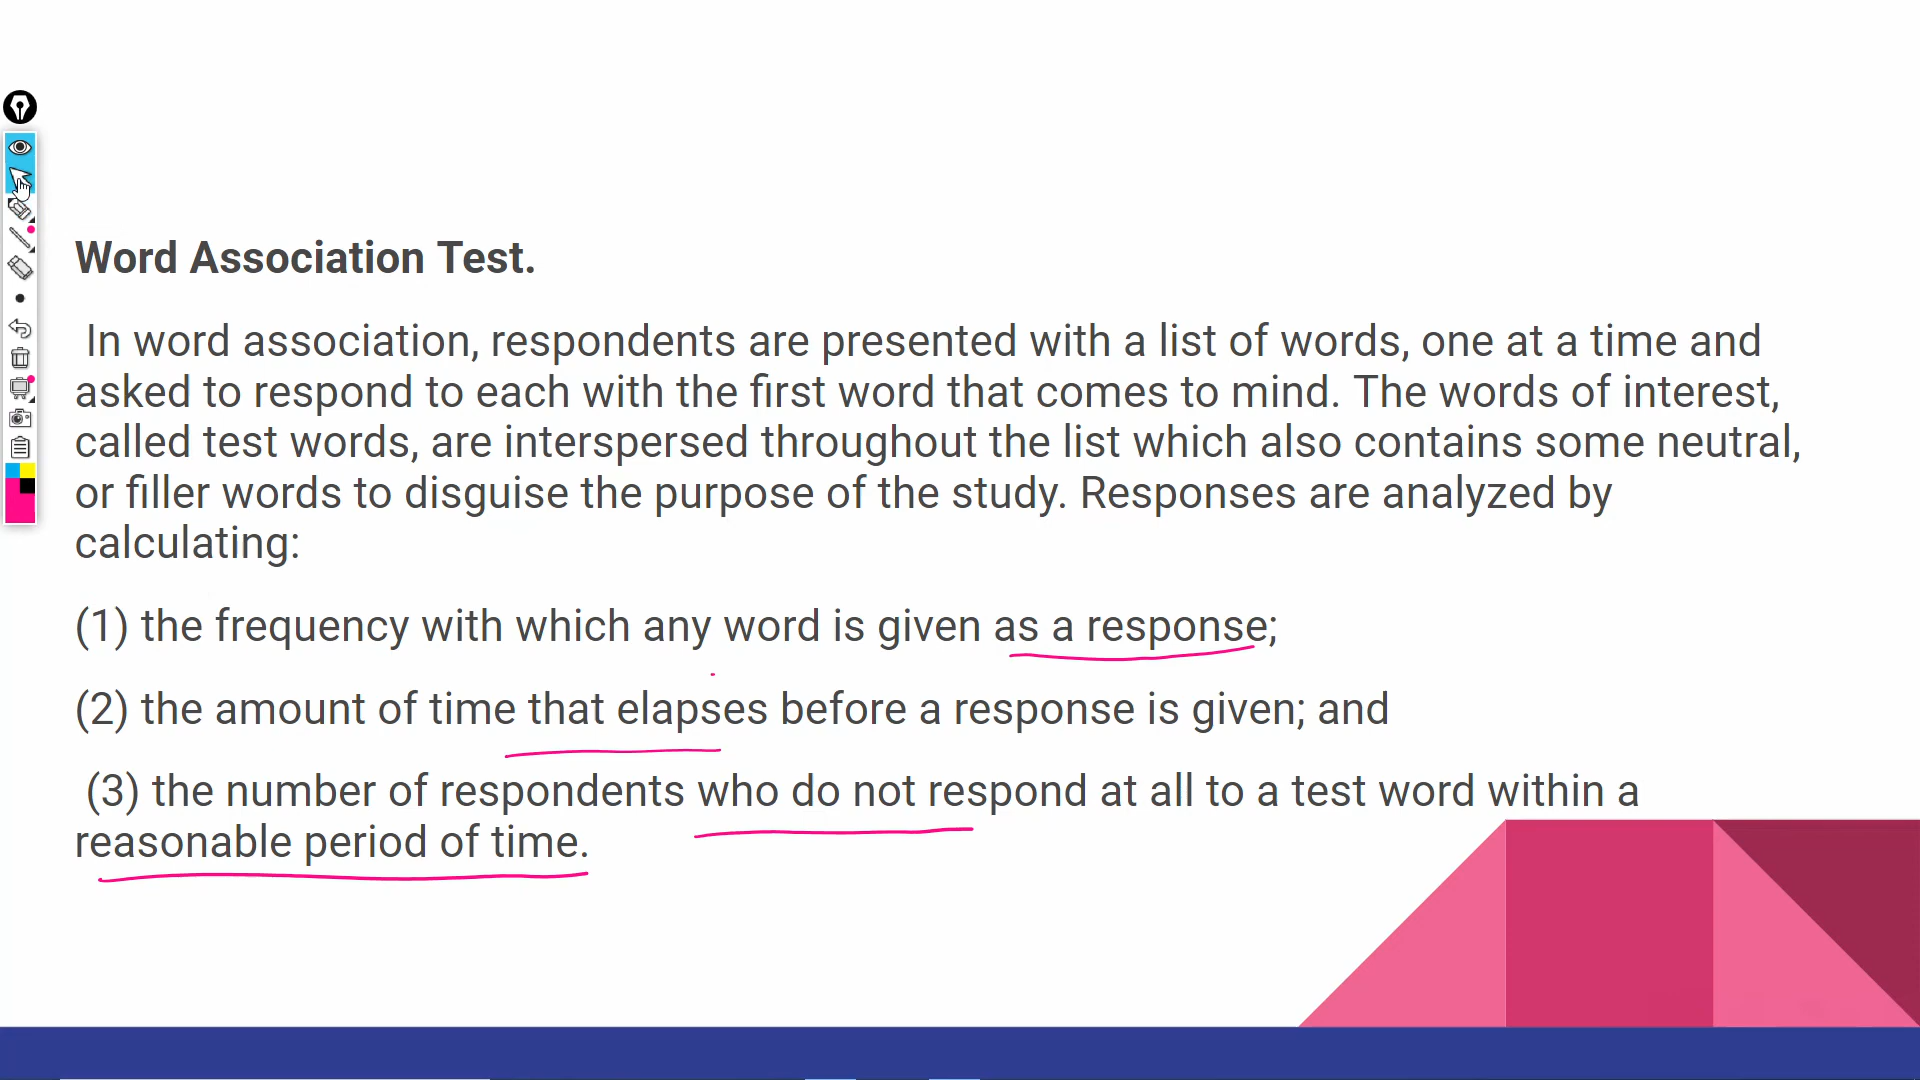 Word Association Test.
In word association, respondents are presented with a list of words, one at a time and
asked to respond to each with the first word that comes to mind. The words of interest,
called test words, are interspersed throughout the list which also contains some neutral,
or filler words to disguise the purpose of the study. Responses are analyzed by
calculating:
(1) the frequency with which any word is given as a response;
(2) the amount of time that elapses before a response is given; and
(3) the number of respondents who do not respond at all to a test word within a
reasonable period of time.